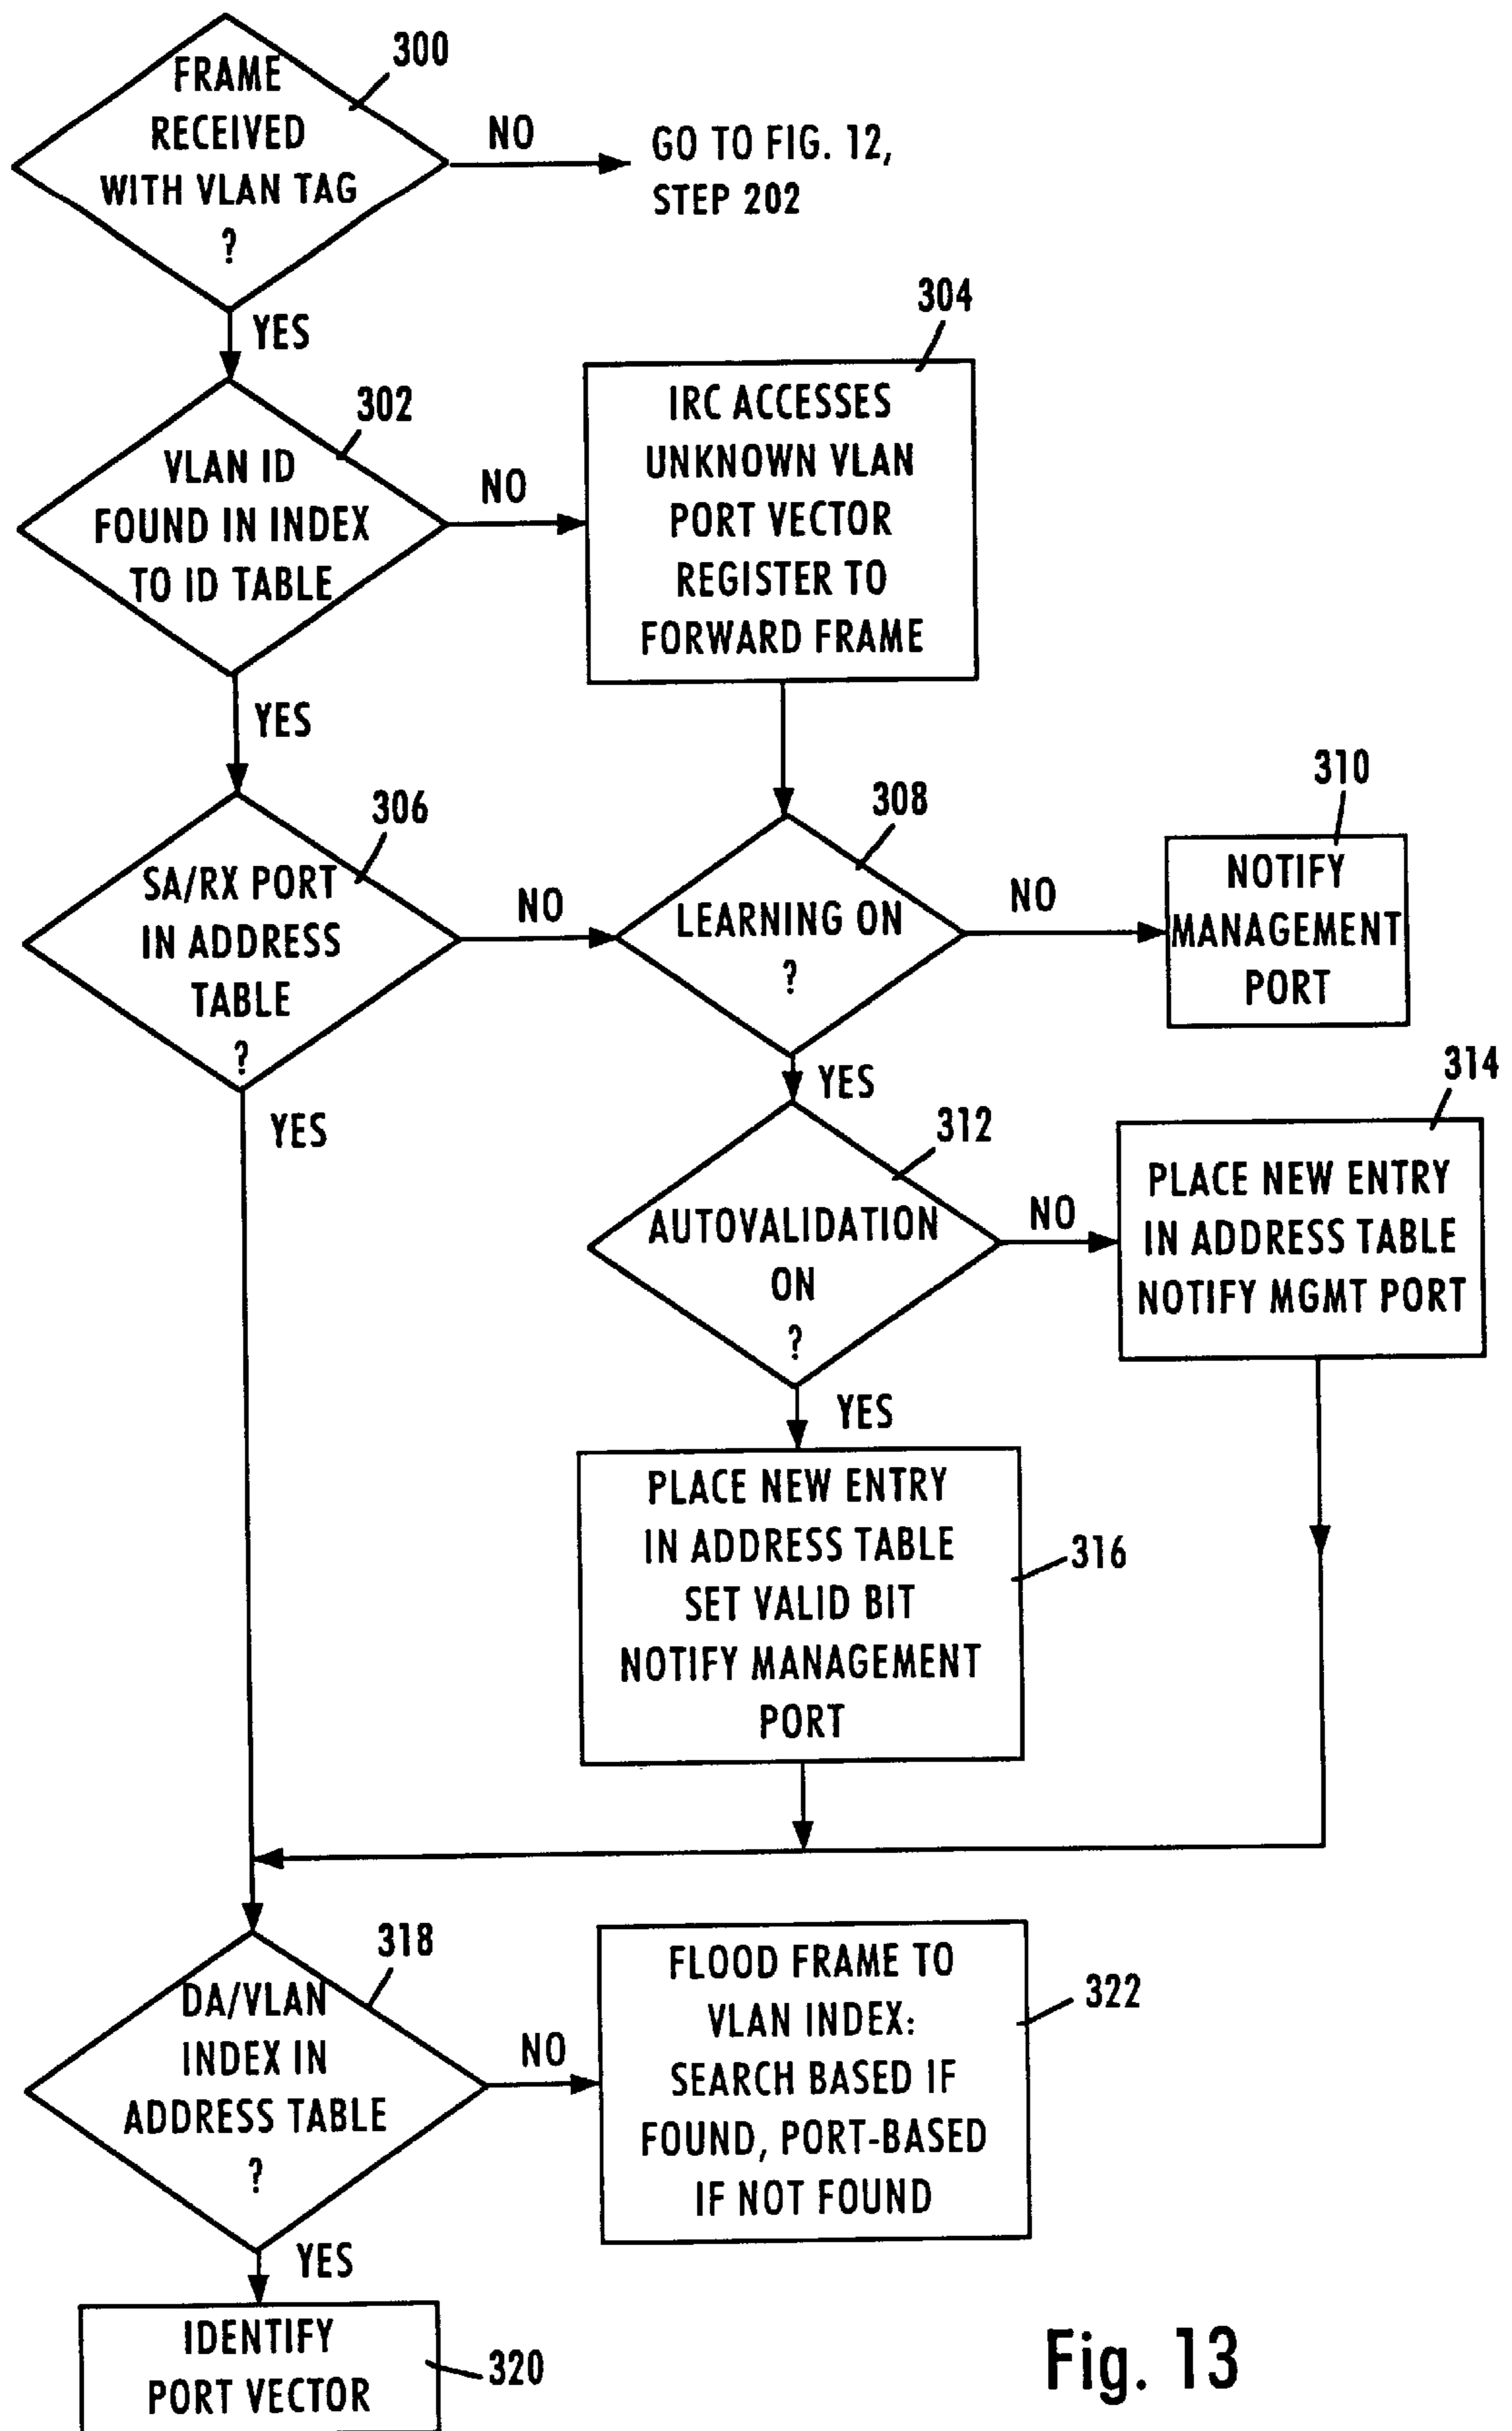 300
FRAME
RECEIVED
WITH VLAN TAG
?
NO
GO TO FIG. 12,
STEP 202
YES
302
VLAN ID
FOUND IN INDEX
TO ID TABLE
NO
304
IRC ACCESSES
UNKNOWN VLAN
PORT VECTOR
REGISTER TO
FORWARD FRAME
YES
306
SA/RX PORT
IN ADDRESS
TABLE
?
NO
308
LEARNING ON
?
NO
310
NOTIFY
MANAGEMENT
PORT
YES
YES
312
AUTOVALIDATION
ON
?
NO
314
PLACE NEW ENTRY
IN ADDRESS TABLE
NOTIFY MGMT PORT
YES
PLACE NEW ENTRY
IN ADDRESS TABLE
SET VALID BIT
NOTIFY MANAGEMENT
PORT
316
318
DA/VLAN
INDEX IN
ADDRESS TABLE
?
NO
FLOOD FRAME TO
VLAN INDEX:
SEARCH BASED IF
FOUND, PORT-BASED
IF NOT FOUND
322
YES
IDENTIFY
PORT VECTOR
320
Fig. 13